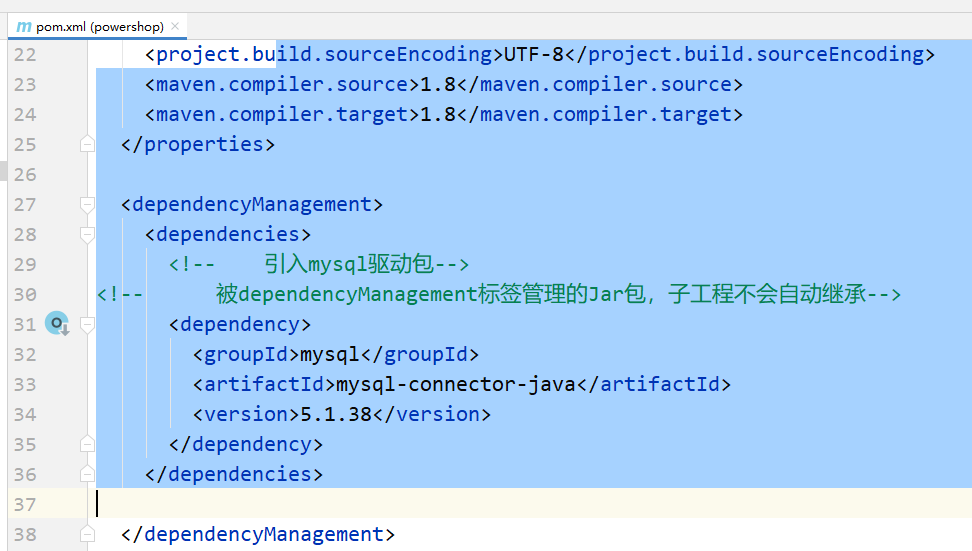 m pom.xml (powershop) ×
22 <project.build.sourceEncoding>UTF-8</project.build.sourceEncoding>
23 <maven.compiler.source>1.8</maven.compiler.source>
24 <maven.compiler.target>1.8</maven.compiler.target>
25 </properties>
26
27 <dependencyManagement>
28 <dependencies>
29 <!-- 引入mysql驱动包-->
30 <!-- 被dependencyManagement标签管理的Jar包，子工程不会自动继承-->
31 <dependency>
32 <groupId>mysql</groupId>
33 <artifactId>mysql-connector-java</artifactId>
34 <version>5.1.38</version>
35 </dependency>
36 </dependencies>
37
38 </dependencyManagement>